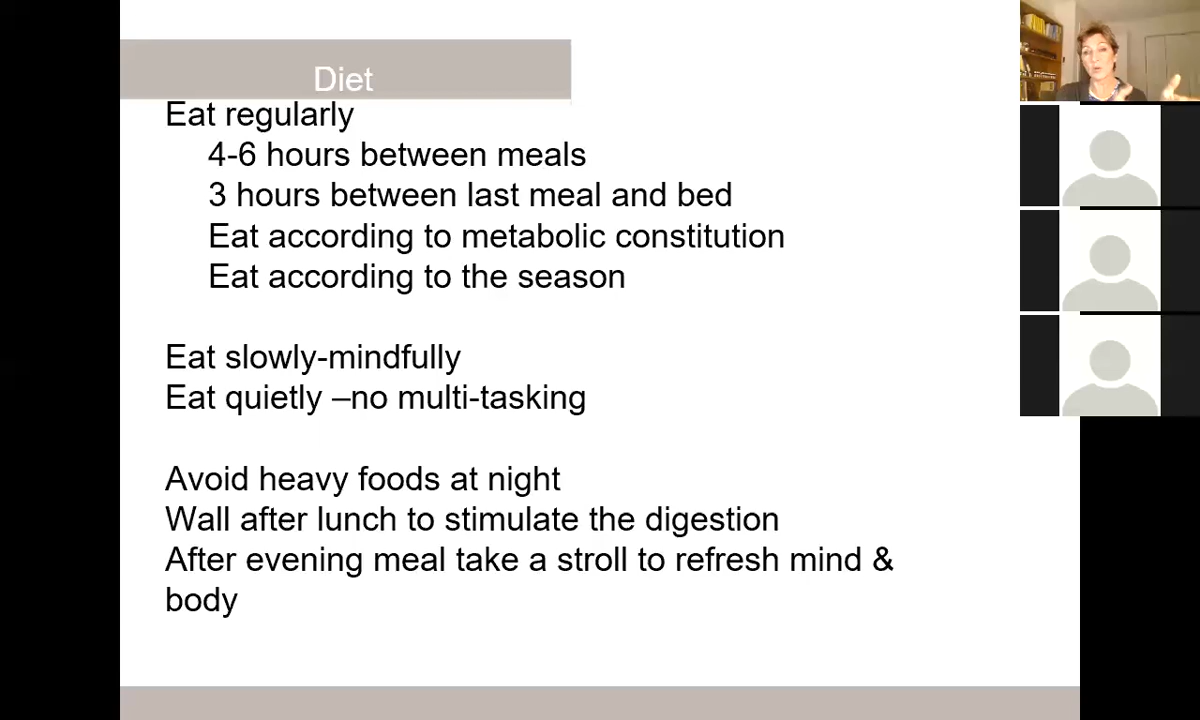 Diet
Eat regularly
4-6 hours between meals
3 hours between last meal and bed
Eat according to metabolic constitution
Eat according to the season
Eat slowly-mindfully
Eat quietly –no multi-tasking
Avoid heavy foods at night
Wall after lunch to stimulate the digestion
After evening meal take a stroll to refresh mind &
body